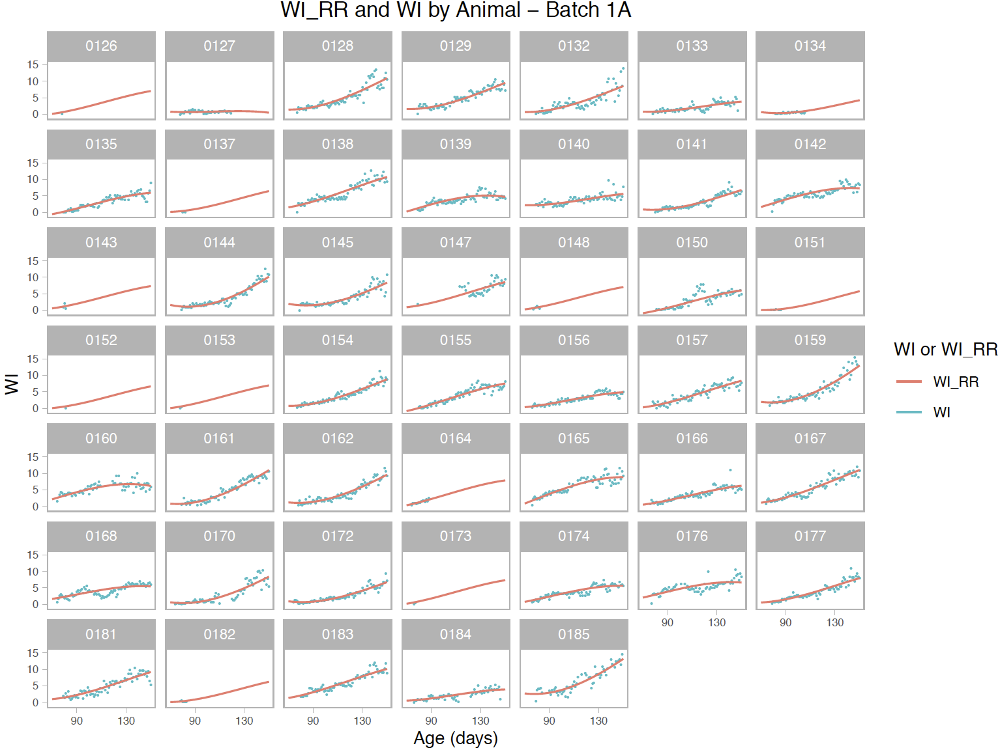 WI_RR and WI by Animal – Batch 1A
0126 0127 0128 0129 0132 0133 0134
15
10
5
0
0135 0137 0138 0139 0140 0141 0142
15
10
5
0
0143 0144 0145 0147 0148 0150 0151
15
10
5
0
0152 0153 0154 0155 0156 0157 0159
15
10
5
0
0160 0161 0162 0164 0165 0166 0167
15
10
5
0
0168 0170 0172 0173 0174 0176 0177
15
10
5
0
90 130 90 130
0181 0182 0183 0184 0185
15
10
5
0
90 130 90 130 90 130 90 130 90 130
Age (days)
WI
WI or WI_RR
WI_RR
WI